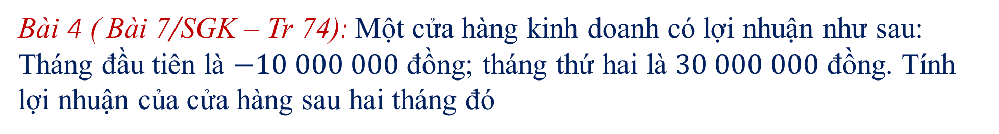 Bài 4 ( Bài 7/SGK – Tr 74): Một cửa hàng kinh doanh có lợi nhuận như sau:
Tháng đầu tiên là −10 000 000 đồng; tháng thứ hai là 30 000 000 đồng. Tính
lợi nhuận của cửa hàng sau hai tháng đó